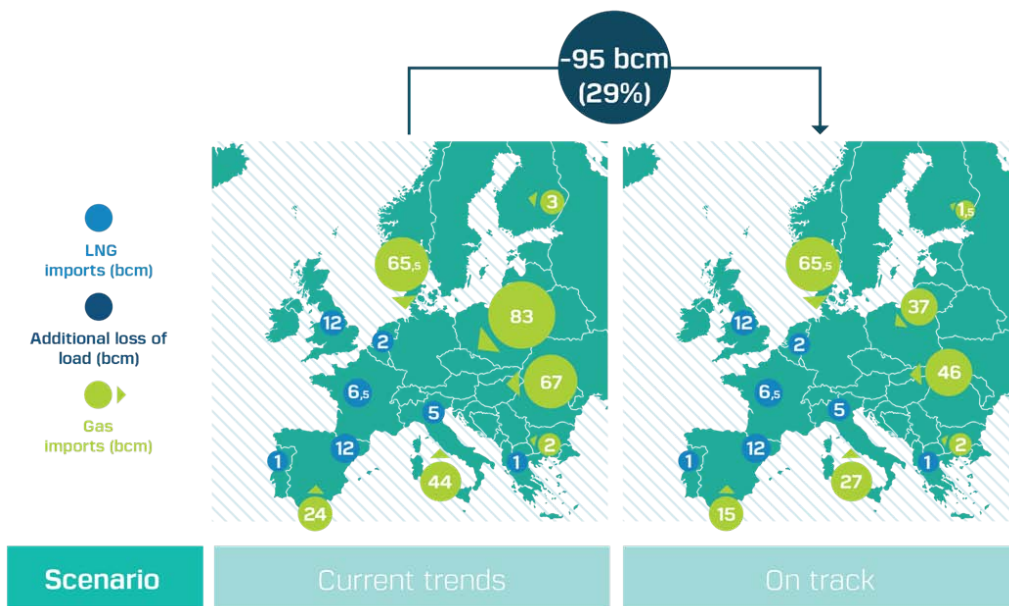 -95 bcm
(29%)
LNG
imports (bcm)
Additional loss of
load (bcm)
Gas
imports (bcm)
3
65,5
12
2
83
67
6,5
5
12
1
2
1
44
24
1,5
65,5
12
2
37
46
6,5
5
12
1
2
1
27
15
Scenario
Current trends
On track